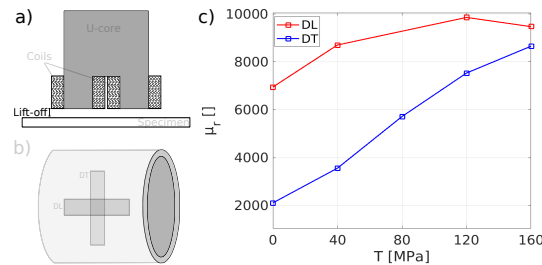 a)
U-core
Coils
Lift-off
Specimen
b)
DT
DL
c)
DL
DT
10000
8000
6000
4000
2000
μr []
0
40
80
120
160
T [MPa]